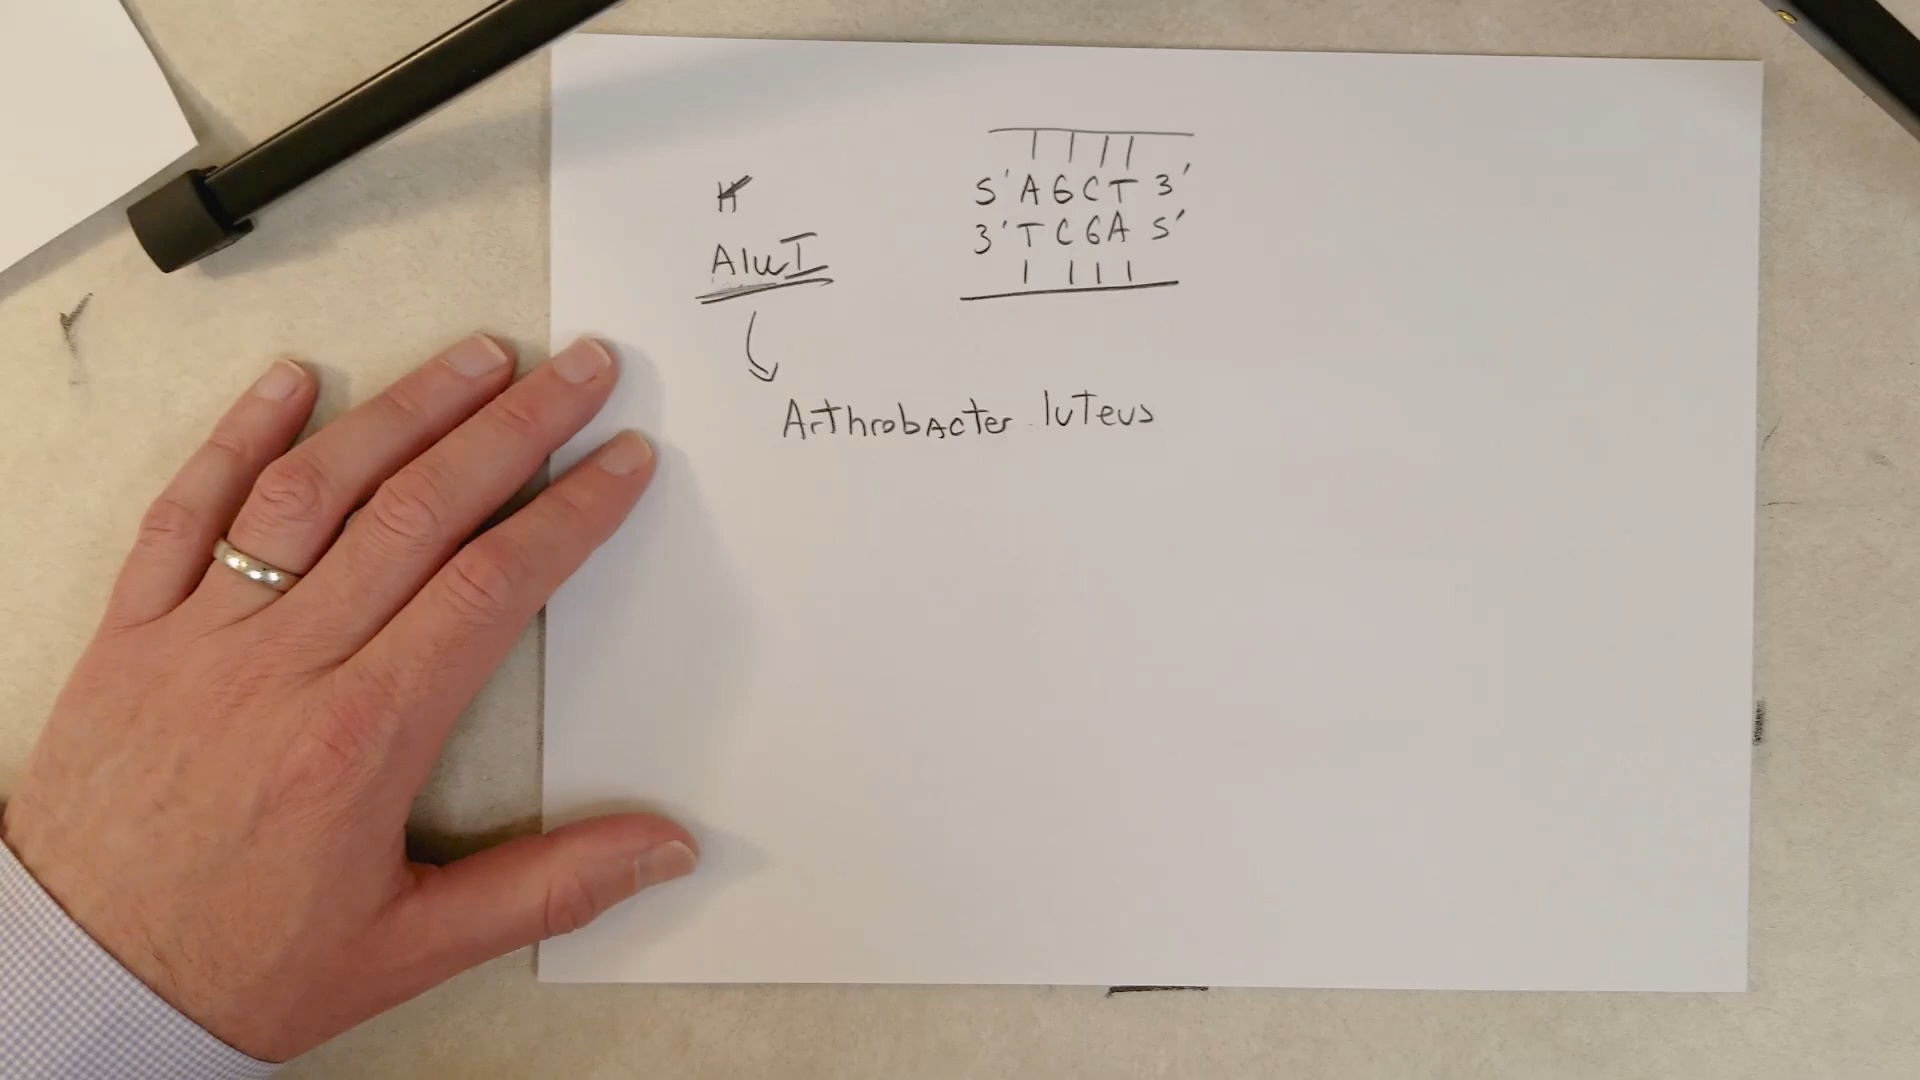 5' A G C T 3'
3' T C G A 5'
AluI
Arthrobacter luteus